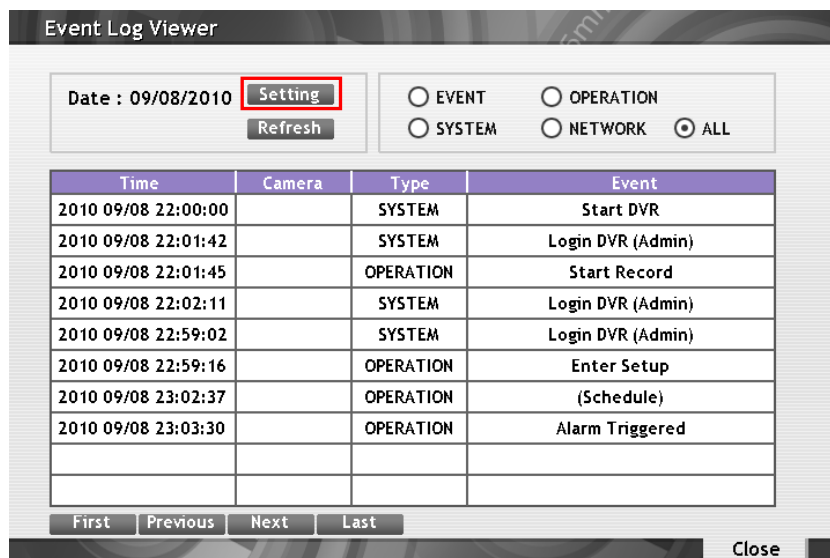 Event Log Viewer
Date : 09/08/2010 Setting
Refresh
EVENT OPERATION
SYSTEM NETWORK ALL
Time Camera Type Event
2010 09/08 22:00:00 SYSTEM Start DVR
2010 09/08 22:01:42 SYSTEM Login DVR (Admin)
2010 09/08 22:01:45 OPERATION Start Record
2010 09/08 22:02:11 SYSTEM Login DVR (Admin)
2010 09/08 22:59:02 SYSTEM Login DVR (Admin)
2010 09/08 22:59:16 OPERATION Enter Setup
2010 09/08 23:02:37 OPERATION (Schedule)
2010 09/08 23:03:30 OPERATION Alarm Triggered
First Previous Next Last
Close